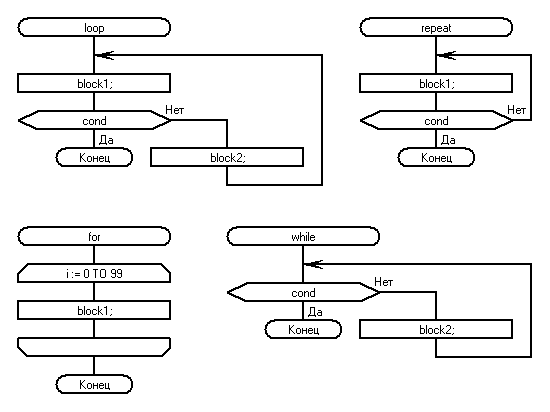 loop
block1;
cond
Нет
Да
Конец
block2;
repeat
block1;
cond
Нет
Да
Конец
for
i := 0 TO 99
block1;
Конец
while
cond
Нет
Да
Конец
block2;